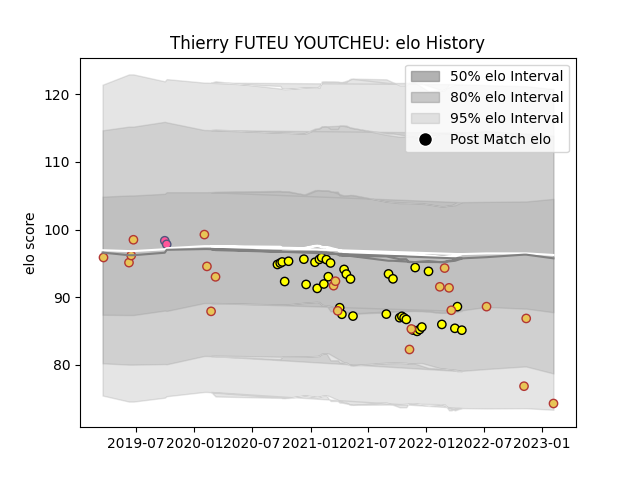 Thierry FUTEU YOUTCHEU: elo History
50% elo Interval
80% elo Interval
95% elo Interval
Post Match elo
elo score
120
110
100
90
80
2019-07 2020-01 2020-07 2021-01 2021-07 2022-01 2022-07 2023-01